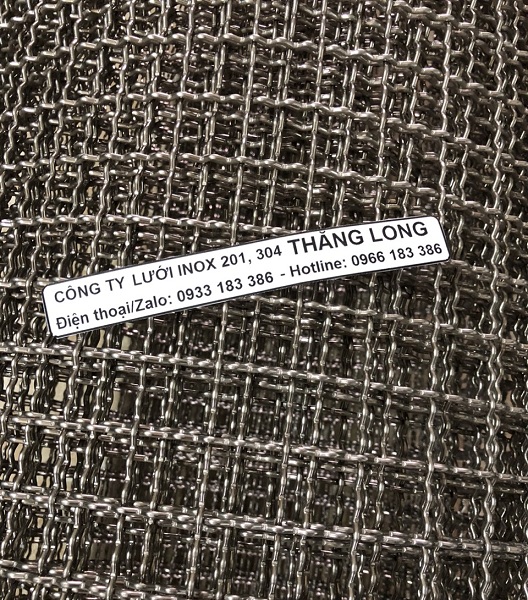 CÔNG TY LƯỚI INOX 201, 304 THĂNG LONG
Điện thoại/Zalo: 0933 183 386 - Hotline: 0966 183 386